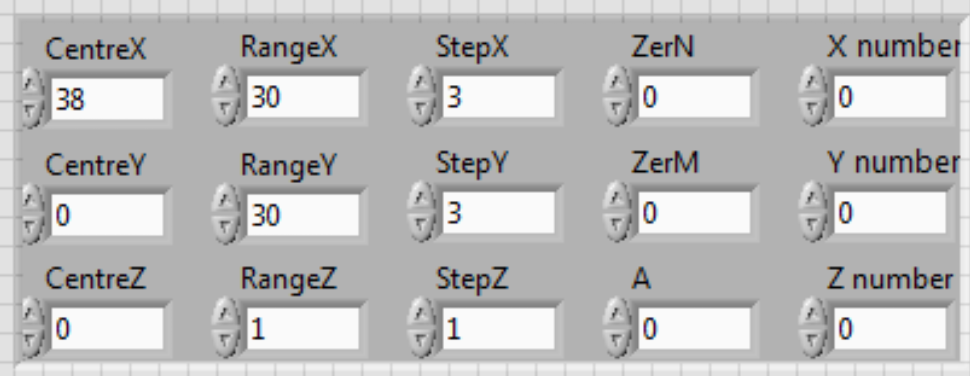 CentreX RangeX StepX ZerN X number
38 30 3 0 0
CentreY RangeY StepY ZerM Y number
0 30 3 0 0
CentreZ RangeZ StepZ A Z number
0 1 1 0 0